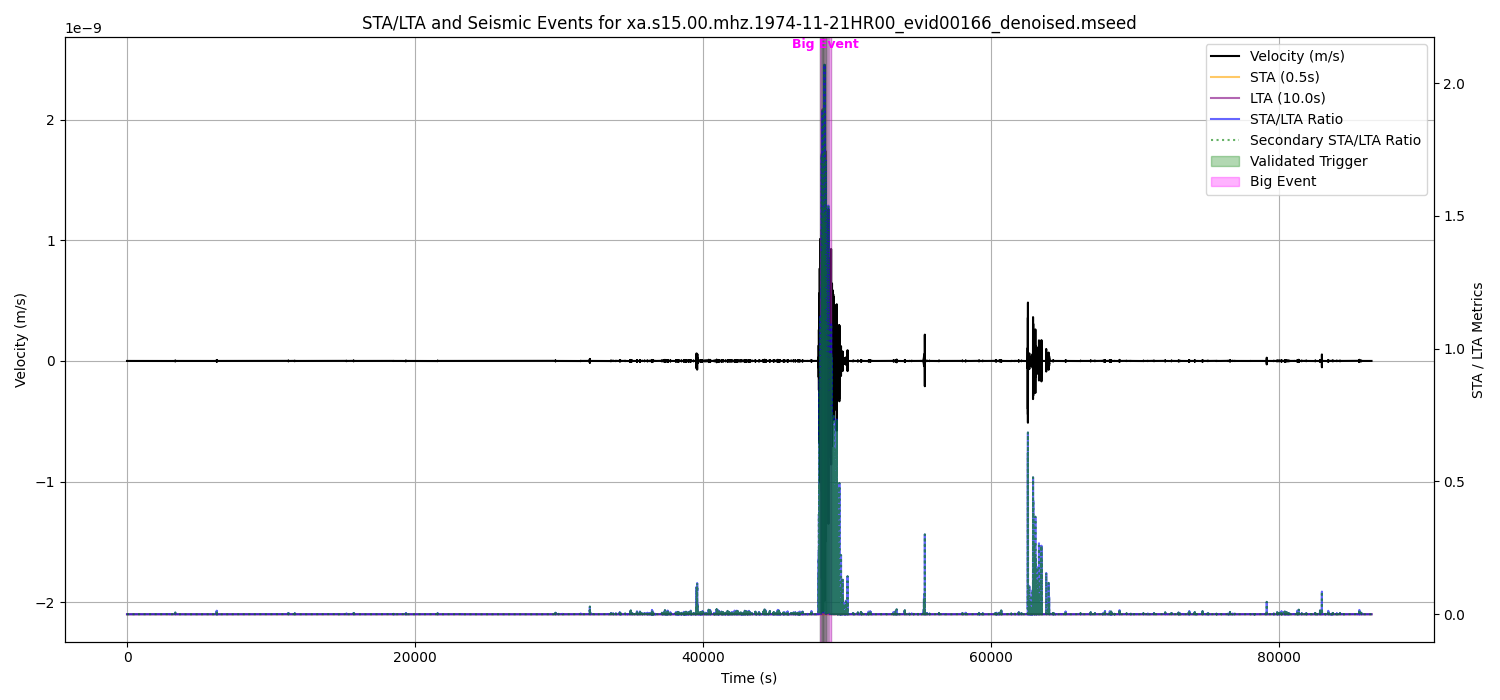 STA/LTA and Seismic Events for xa.s15.00.mhz.1974-11-21HR00_evid00166_denoised.mseed
1e−9
Big Event
Velocity (m/s)
STA (0.5s)
LTA (10.0s)
STA/LTA Ratio
Secondary STA/LTA Ratio
Validated Trigger
Big Event
2
1
0
−1
−2
Velocity (m/s)
2.0
1.5
1.0
0.5
0.0
STA / LTA Metrics
0 20000 40000 60000 80000
Time (s)